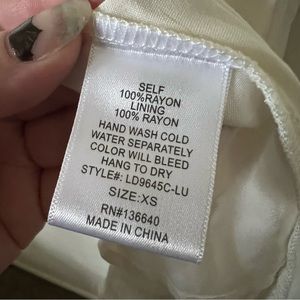 SELF
100%RAYON
LINING
100% RAYON
HAND WASH COLD
WATER SEPARATELY
COLOR WILL BLEED
HANG TO DRY
STYLE#: LD9645C-LU
SIZE:XS
RN#136640
MADE IN CHINA